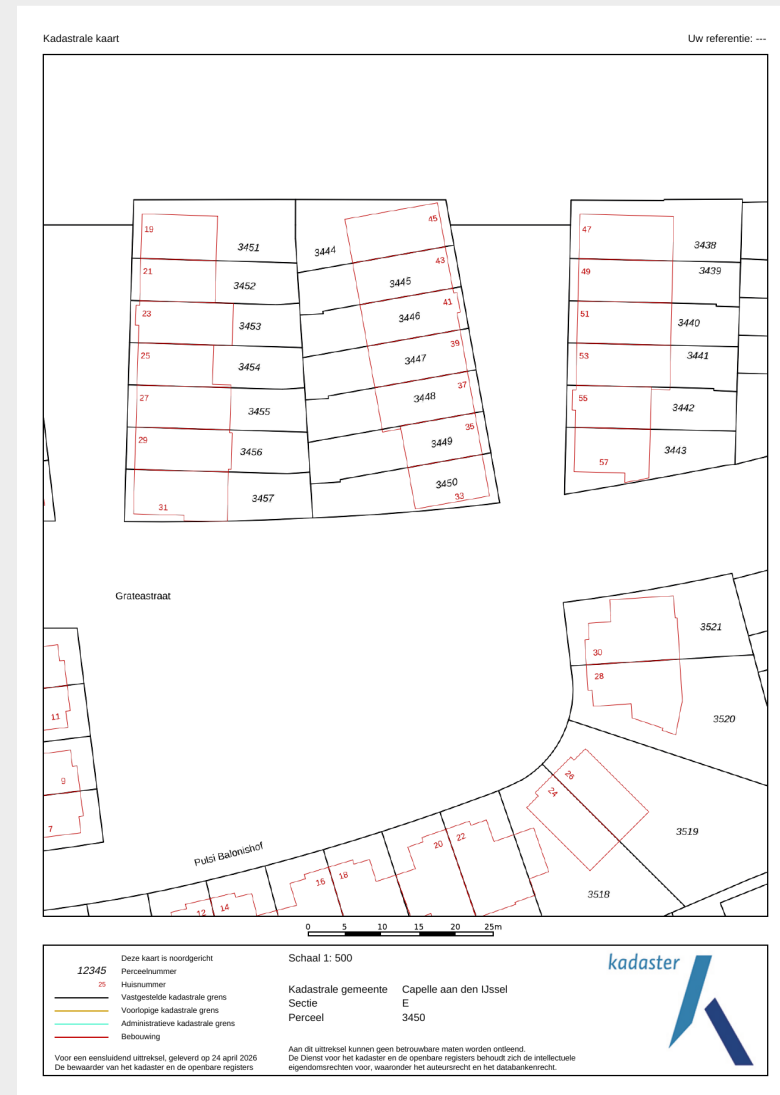 Kadastrale kaart
Uw referentie: ---
19
3451
3444
45
47
3438
21
3452
43
3445
49
3439
23
3453
41
3446
51
3440
25
3454
39
3447
53
3441
27
3455
37
3448
55
3442
29
3456
35
3449
57
3443
31
3457
3450
33
Grateastraat
30
3521
28
3520
11
9
7
26
24
3519
3518
Pulsi Balonishof
20
22
16
18
12
14
0 5 10 15 20 25m
Deze kaart is noordgericht
12345 Perceelnummer
25 Huisnummer
Vastgestelde kadastrale grens
Voorlopige kadastrale grens
Administratieve kadastrale grens
Bebouwing
Voor een eensluidend uittreksel, geleverd op 24 april 2026
De bewaarder van het kadaster en de openbare registers
Schaal 1: 500
Kadastrale gemeente Capelle aan den IJssel
Sectie E
Perceel 3450
Aan dit uittreksel kunnen geen betrouwbare maten worden ontleend.
De Dienst voor het kadaster en de openbare registers behoudt zich de intellectuele
eigendomsrechten voor, waaronder het auteursrecht en het databankenrecht.
kadaster